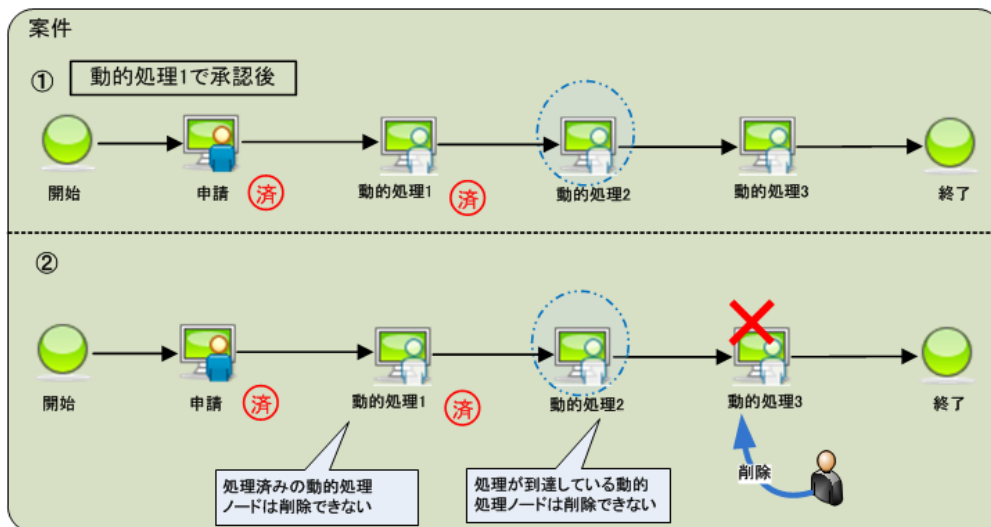 案件
① 動的処理1で承認後
開始 申請 済 動的処理1 済 動的処理2 動的処理3 終了
②
開始 申請 済 動的処理1 済 動的処理2 動的処理3 終了
処理済みの動的処理
ノードは削除できない
処理が到達している動的
処理ノードは削除できない
削除